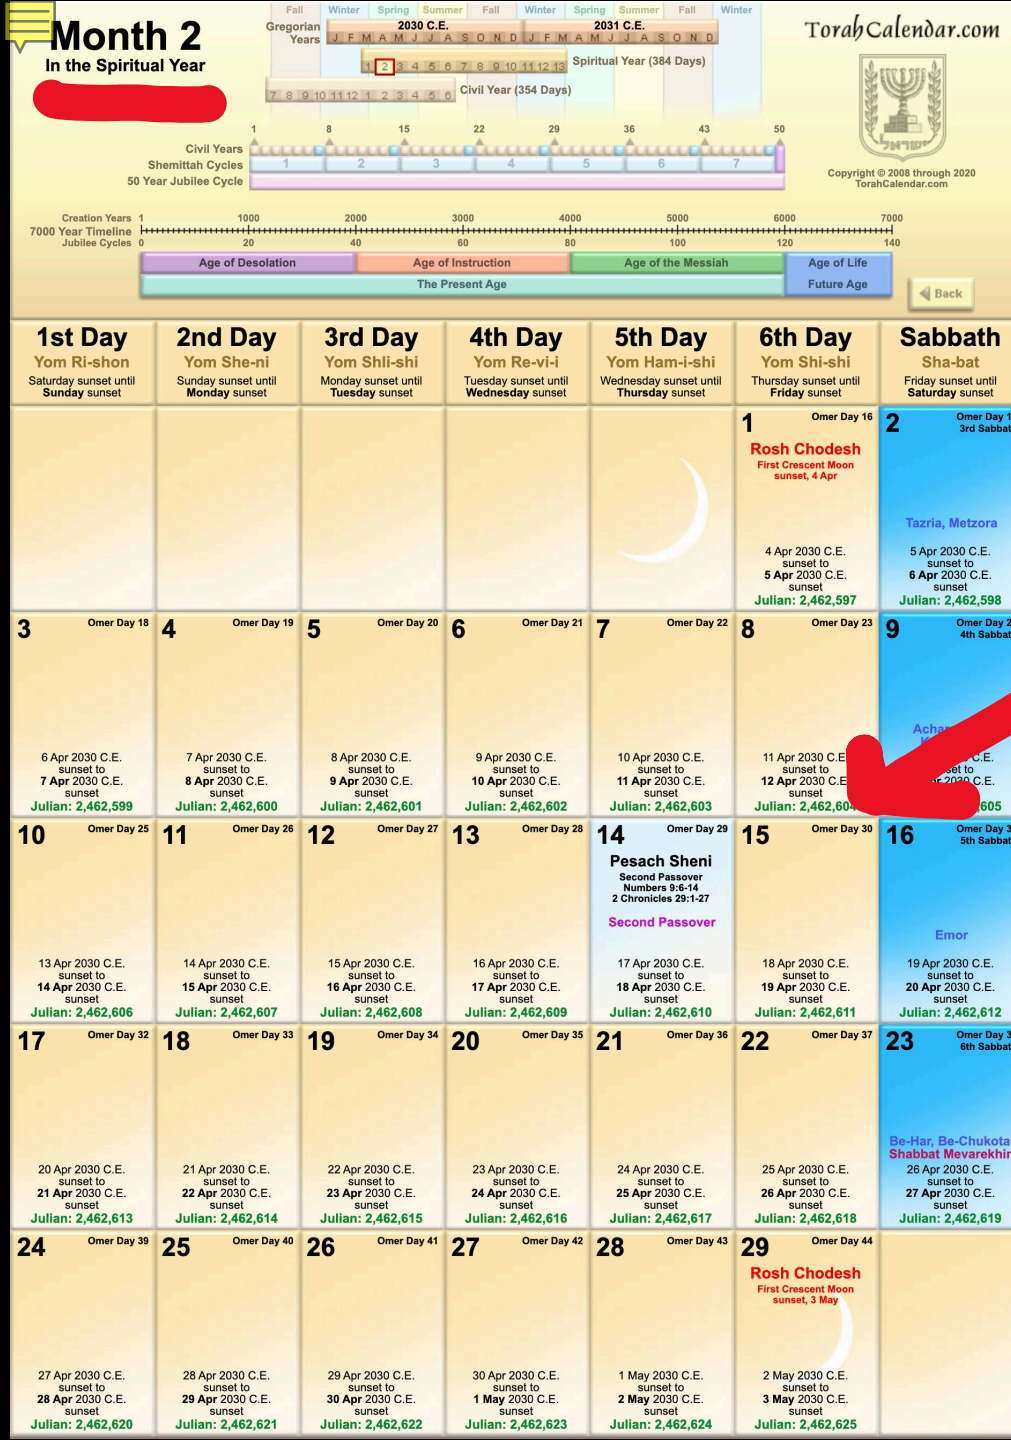 Month 2
In the Spiritual Year
Fall Winter Spring Summer Fall Winter Spring Summer Fall Winter
Gregorian Years
2030 C.E. 2031 C.E.
J F M A M J J A S O N D J F M A M J J A S O N D
1 2 3 4 5 6 7 8 9 10 11 12 13 Spiritual Year (384 Days)
7 8 9 10 11 12 1 2 3 4 5 6 Civil Year (354 Days)
TorahCalendar.com
ישראל
Copyright © 2008 through 2020
TorahCalendar.com
1 8 15 22 29 36 43 50
Civil Years
Shemittah Cycles 1 2 3 4 5 6 7
50 Year Jubilee Cycle
Creation Years 1 1000 2000 3000 4000 5000 6000 7000
7000 Year Timeline
Jubilee Cycles 0 20 40 60 80 100 120 140
Age of Desolation Age of Instruction Age of the Messiah Age of Life
The Present Age Future Age
Back
1st Day 2nd Day 3rd Day 4th Day 5th Day 6th Day Sabbath
Yom Ri-shon Yom She-ni Yom Shli-shi Yom Re-vi-i Yom Ham-i-shi Yom Shi-shi Sha-bat
Saturday sunset until Sunday sunset until Monday sunset until Tuesday sunset until Wednesday sunset until Thursday sunset until Friday sunset until
Sunday sunset Monday sunset Tuesday sunset Wednesday sunset Thursday sunset Friday sunset Saturday sunset
1 Omer Day 16
Rosh Chodesh
First Crescent Moon
sunset, 4 Apr
4 Apr 2030 C.E.
sunset to
5 Apr 2030 C.E.
sunset
Julian: 2,462,597
2 Omer Day
3rd
Tazria, Metzora
5 Apr 2030 C.E.
sunset to
6 Apr 2030 C.E.
sunset
Julian: 2,462,598
3 Omer Day 18
6 Apr 2030 C.E.
sunset to
7 Apr 2030 C.E.
sunset
Julian: 2,462,599
4 Omer Day 19
7 Apr 2030 C.E.
sunset to
8 Apr 2030 C.E.
sunset
Julian: 2,462,600
5 Omer Day 20
8 Apr 2030 C.E.
sunset to
9 Apr 2030 C.E.
sunset
Julian: 2,462,601
6 Omer Day 21
9 Apr 2030 C.E.
sunset to
10 Apr 2030 C.E.
sunset
Julian: 2,462,602
7 Omer Day 22
10 Apr 2030 C.E.
sunset to
11 Apr 2030 C.E.
sunset
Julian: 2,462,603
8 Omer Day 23
11 Apr 2030 C.E.
sunset to
12 Apr 2030 C.E.
sunset
Julian: 2,462,604
9 Omer Day
4th
10 Omer Day 25
13 Apr 2030 C.E.
sunset to
14 Apr 2030 C.E.
sunset
Julian: 2,462,606
11 Omer Day 26
14 Apr 2030 C.E.
sunset to
15 Apr 2030 C.E.
sunset
Julian: 2,462,607
12 Omer Day 27
15 Apr 2030 C.E.
sunset to
16 Apr 2030 C.E.
sunset
Julian: 2,462,608
13 Omer Day 28
16 Apr 2030 C.E.
sunset to
17 Apr 2030 C.E.
sunset
Julian: 2,462,609
14 Omer Day 29
Pesach Sheni
Second Passover
Numbers 9:6-14
2 Chronicles 29:1-27
Second Passover
17 Apr 2030 C.E.
sunset to
18 Apr 2030 C.E.
sunset
Julian: 2,462,610
15 Omer Day 30
18 Apr 2030 C.E.
sunset to
19 Apr 2030 C.E.
sunset
Julian: 2,462,611
16 Omer Day
5th
Emor
19 Apr 2030 C.E.
sunset to
20 Apr 2030 C.E.
sunset
Julian: 2,462,612
17 Omer Day 32
20 Apr 2030 C.E.
sunset to
21 Apr 2030 C.E.
sunset
Julian: 2,462,613
18 Omer Day 33
21 Apr 2030 C.E.
sunset to
22 Apr 2030 C.E.
sunset
Julian: 2,462,614
19 Omer Day 34
22 Apr 2030 C.E.
sunset to
23 Apr 2030 C.E.
sunset
Julian: 2,462,615
20 Omer Day 35
23 Apr 2030 C.E.
sunset to
24 Apr 2030 C.E.
sunset
Julian: 2,462,616
21 Omer Day 36
24 Apr 2030 C.E.
sunset to
25 Apr 2030 C.E.
sunset
Julian: 2,462,617
22 Omer Day 37
25 Apr 2030 C.E.
sunset to
26 Apr 2030 C.E.
sunset
Julian: 2,462,618
23 Omer Day
6th
Be-Har, Be-Chukota
Shabbat
26 Apr 2030 C.E.
sunset to
27 Apr 2030 C.E.
sunset
Julian: 2,462,619
24 Omer Day 39
27 Apr 2030 C.E.
sunset to
28 Apr 2030 C.E.
sunset
Julian: 2,462,620
25 Omer Day 40
28 Apr 2030 C.E.
sunset to
29 Apr 2030 C.E.
sunset
Julian: 2,462,621
26 Omer Day 41
29 Apr 2030 C.E.
sunset to
30 Apr 2030 C.E.
sunset
Julian: 2,462,622
27 Omer Day 42
30 Apr 2030 C.E.
sunset to
1 May 2030 C.E.
sunset
Julian: 2,462,623
28 Omer Day 43
1 May 2030 C.E.
sunset to
2 May 2030 C.E.
sunset
Julian: 2,462,624
29 Omer Day 44
Rosh Chodesh
First Crescent Moon
sunset, 3 May
2 May 2030 C.E.
sunset to
3 May 2030 C.E.
sunset
Julian: 2,462,625